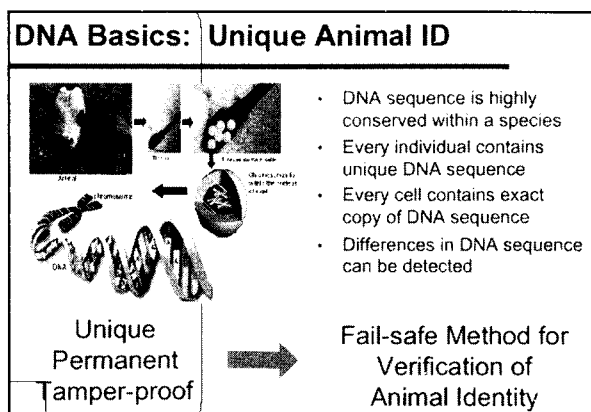 DNA Basics: Unique Animal ID
• DNA sequence is highly
conserved within a species
• Every individual contains
unique DNA sequence
• Every cell contains exact
copy of DNA sequence
• Differences in DNA sequence
can be detected
Animal
chromosome
DNA
Unique
Permanent
Tamper-proof
Fail-safe Method for
Verification of
Animal Identity